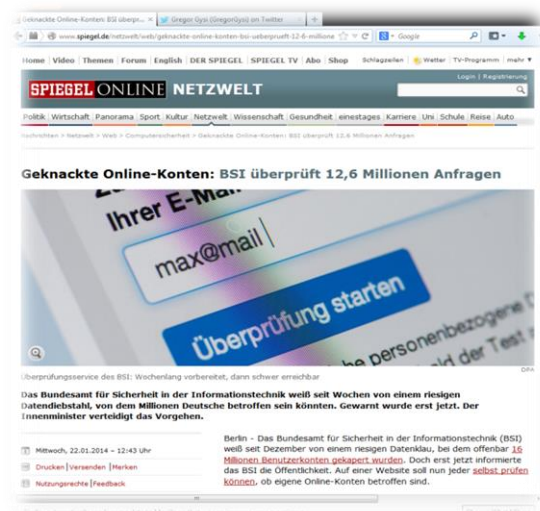 Geknackte Online-Konten: BSI überpr... × Gregor Gysi (GregorGysi) on Twitter × +
www.spiegel.de/netzwelt/web/geknackte-online-konten-bsi-ueberprueft-12-6-millione Google
Home Video Themen Forum English DER SPIEGEL SPIEGEL TV Abo Shop Schlagzeilen Wetter TV-Programm mehr ▼
Login | Registrierung
SPIEGEL ONLINE NETZWELT
Politik Wirtschaft Panorama Sport Kultur Netzwelt Wissenschaft Gesundheit einestages Karriere Uni Schule Reise Auto
Nachrichten > Netzwelt > Web > Computersicherheit > Geknackte Online-Konten: BSI überprüft 12,6 Millionen Anfragen
Geknackte Online-Konten: BSI überprüft 12,6 Millionen Anfragen
Ihrer E-Ma
max@mail
Überprüfung starten
he personenbezogene D
ld der Test
DPA
Überprüfungsservice des BSI: Wochenlang vorbereitet, dann schwer erreichbar
Das Bundesamt für Sicherheit in der Informationstechnik weiß seit Wochen von einem riesigen
Datendiebstahl, von dem Millionen Deutsche betroffen sein könnten. Gewarnt wurde erst jetzt. Der
Innenminister verteidigt das Vorgehen.
Mittwoch, 22.01.2014 – 12:43 Uhr
Drucken | Versenden | Merken
Nutzungsrechte | Feedback
Berlin - Das Bundesamt für Sicherheit in der Informationstechnik (BSI)
weiß seit Dezember von einem riesigen Datenklau, bei dem offenbar 16
Millionen Benutzerkonten gekapert wurden. Doch erst jetzt informierte
das BSI die Öffentlichkeit. Auf einer Website soll nun jeder selbst prüfen
können, ob eigene Online-Konten betroffen sind.